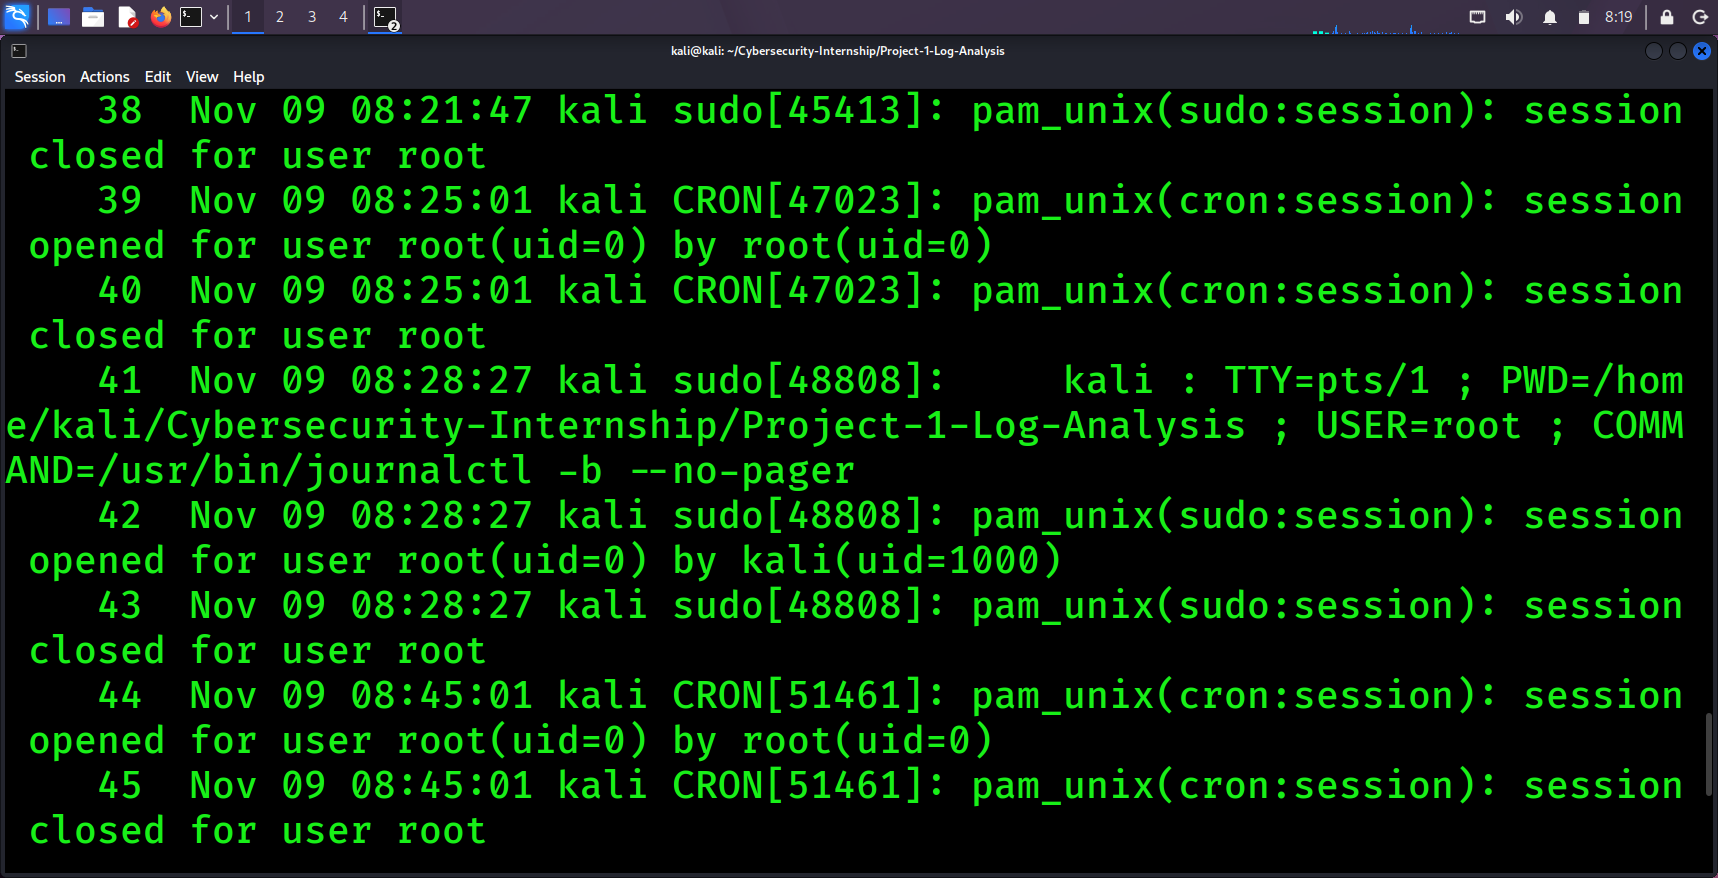 1 2 3 4 2 8:19
kali@kali: ~/Cybersecurity-Internship/Project-1-Log-Analysis
Session Actions Edit View Help
38 Nov 09 08:21:47 kali sudo[45413]: pam_unix(sudo:session): session
closed for user root
39 Nov 09 08:25:01 kali CRON[47023]: pam_unix(cron:session): session
opened for user root(uid=0) by root(uid=0)
40 Nov 09 08:25:01 kali CRON[47023]: pam_unix(cron:session): session
closed for user root
41 Nov 09 08:28:27 kali sudo[48808]:     kali : TTY=pts/1 ; PWD=/hom
e/kali/Cybersecurity-Internship/Project-1-Log-Analysis ; USER=root ; COMM
AND=/usr/bin/journalctl -b --no-pager
42 Nov 09 08:28:27 kali sudo[48808]: pam_unix(sudo:session): session
opened for user root(uid=0) by kali(uid=1000)
43 Nov 09 08:28:27 kali sudo[48808]: pam_unix(sudo:session): session
closed for user root
44 Nov 09 08:45:01 kali CRON[51461]: pam_unix(cron:session): session
opened for user root(uid=0) by root(uid=0)
45 Nov 09 08:45:01 kali CRON[51461]: pam_unix(cron:session): session
closed for user root